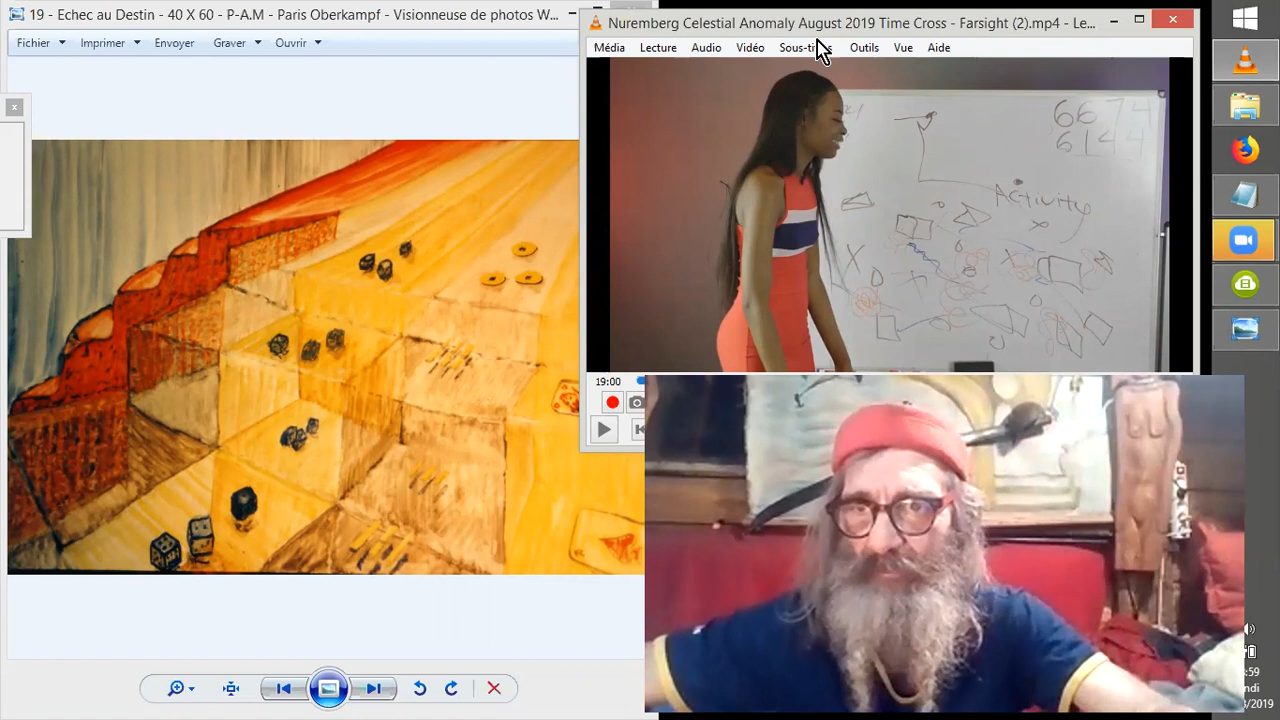 19 - Echec au Destin - 40 X 60 - P-A-M - Paris Oberkampf - Visionneuse de photos W...
Fichier Imprimer Envoyer Graver Ouvrir
x
Nuremberg Celestial Anomaly August 2019 Time Cross - Farsight (2).mp4 - Le...
Média Lecture Audio Vidéo Outils Vue Aide
6674
6144
Activity
19:00
:59